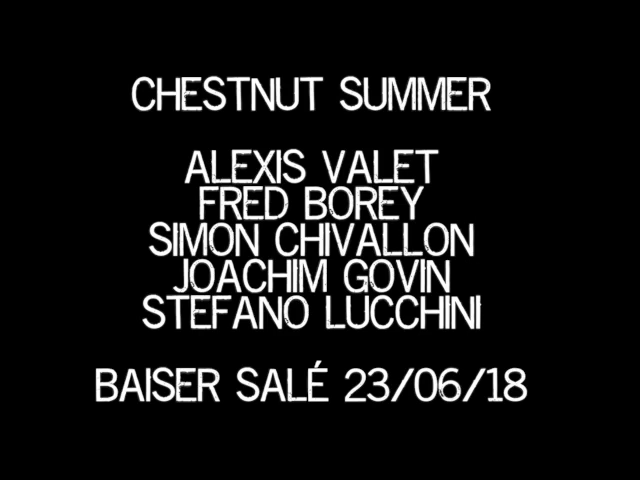 CHESTNUT SUMMER
ALEXIS VALET
FRED BOREY
SIMON CHIVALLON
JOACHIM GOVIN
STEFANO LUCCHINI
BAISER SALÉ 23/06/18